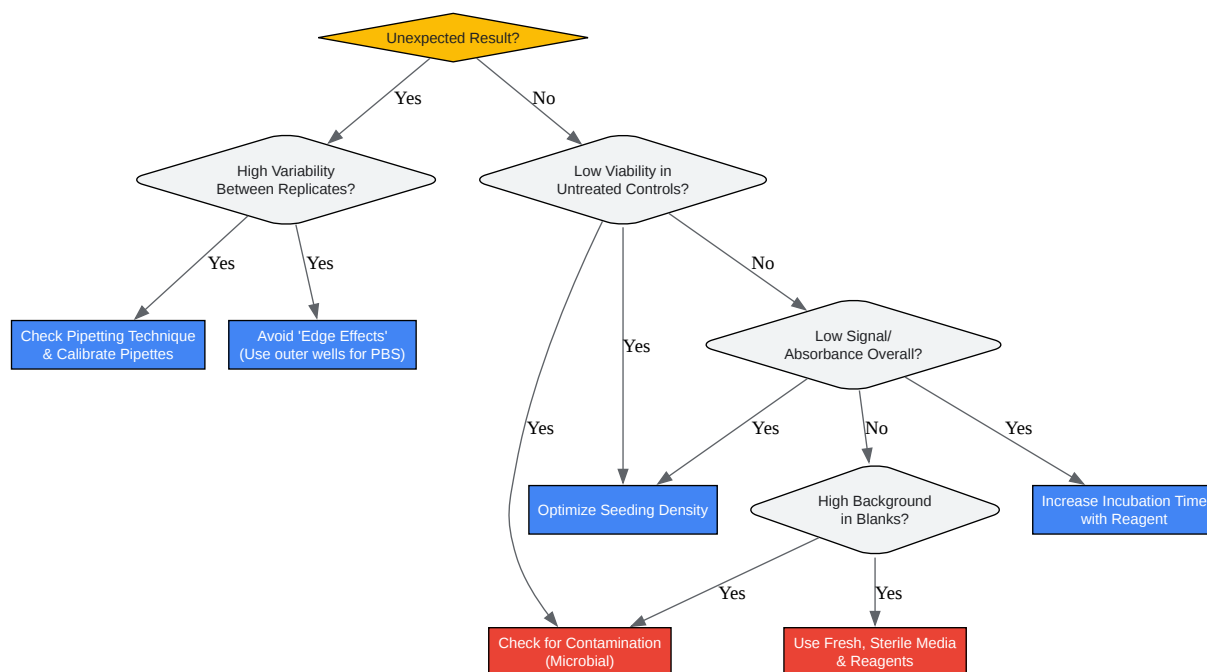 Unexpected Result?
Yes
No
High Variability
Between Replicates?
Low Viability in
Untreated Controls?
Yes
Yes
No
Check Pipetting Technique
& Calibrate Pipettes
Avoid 'Edge Effects'
(Use outer wells for PBS)
Low Signal/
Absorbance Overall?
Yes
Yes
Yes
No
Yes
Optimize Seeding Density
High Background
in Blanks?
Increase Incubation Time
with Reagent
Yes
Yes
Check for Contamination
(Microbial)
Use Fresh, Sterile Media
& Reagents